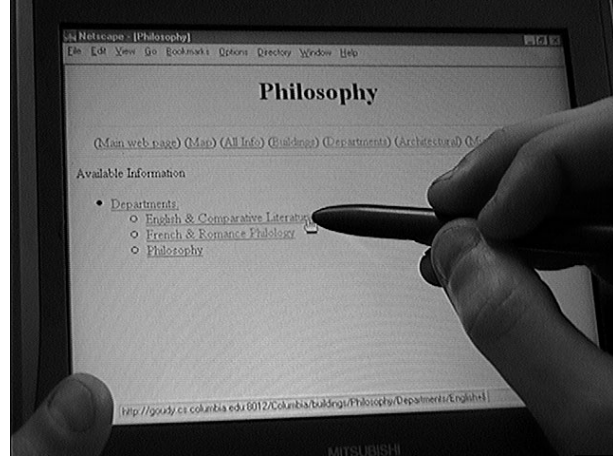 Netscape - [Philosophy]
File Edit View Go Bookmarks Options Directory Window Help
Philosophy
(Main web page) (Map) (All Info) (Buildings) (Departments) (Architectural)
Available Information
Departments:
English & Comparative Literature
French & Romance Philology
Philosophy
http://goudy.cs.columbia.edu:8012/Columbia/buildings/Philosophy/Departments/English+&
MITSUBISHI